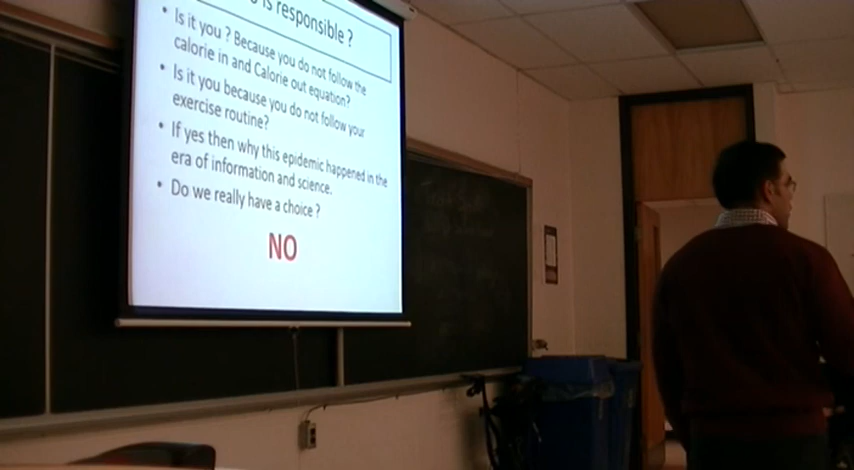 is responsible ?
• Is it you ? Because you do not follow the
calorie in and Calorie out equation?
• Is it you because you do not follow your
exercise routine?
• If yes then why this epidemic happened in the
era of information and science.
• Do we really have a choice ?
NO